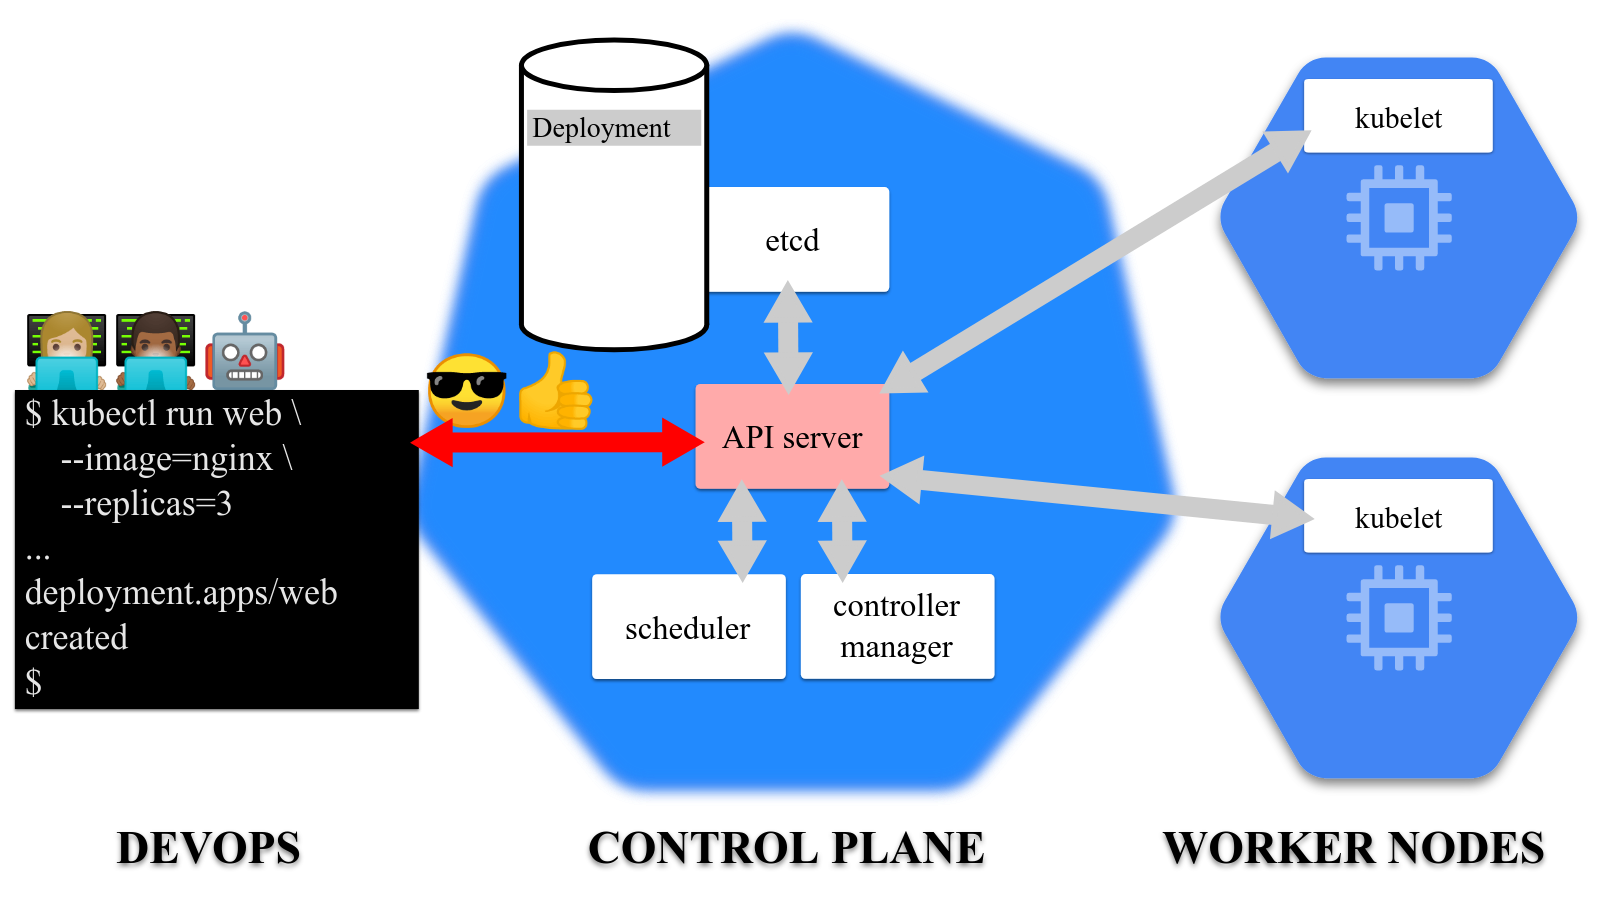 Deployment
etcd
API server
scheduler
controller
manager
kubelet
kubelet
$ kubectl run web \
--image=nginx \
--replicas=3
...
deployment.apps/web
created
$
DEVOPS
CONTROL PLANE
WORKER NODES